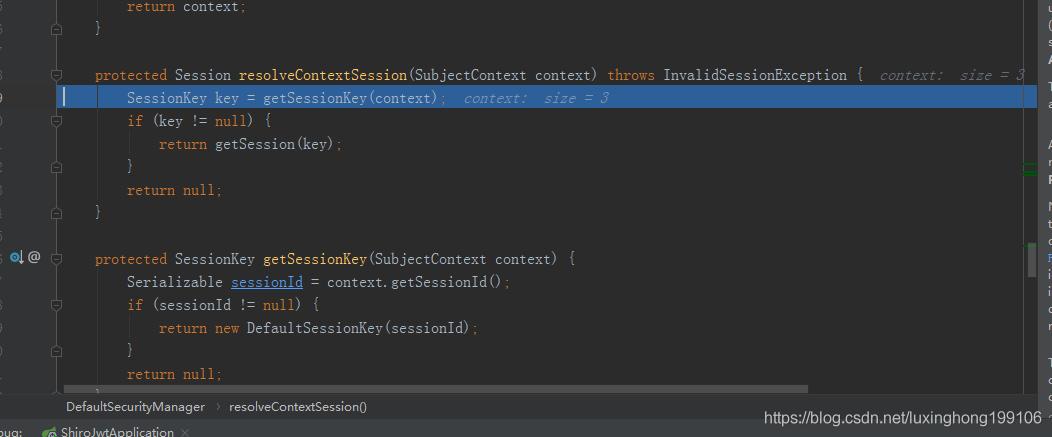 return context;
}
protected Session resolveContextSession(SubjectContext context) throws InvalidSessionException { context: size = 3
SessionKey key = getSessionKey(context); context: size = 3
if (key != null) {
return getSession(key);
}
return null;
}
@
protected SessionKey getSessionKey(SubjectContext context) {
Serializable sessionId = context.getSessionId();
if (sessionId != null) {
return new DefaultSessionKey(sessionId);
}
return null;
DefaultSecurityManager › resolveContextSession()
https://blog.csdn.net/luxinghong199106
bug: ShiroJwtApplication ×